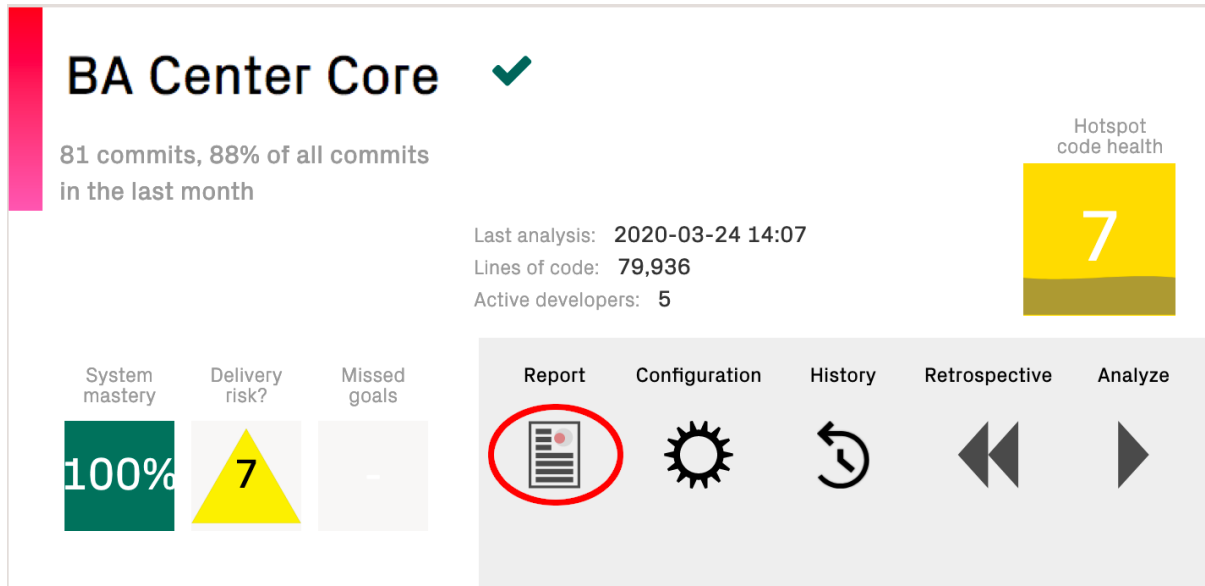 BA Center Core
81 commits, 88% of all commits
in the last month
Hotspot
code health
7
Last analysis: 2020-03-24 14:07
Lines of code: 79,936
Active developers: 5
System
mastery
100%
Delivery
risk?
7
Missed
goals
-
Report
Configuration
History
Retrospective
Analyze